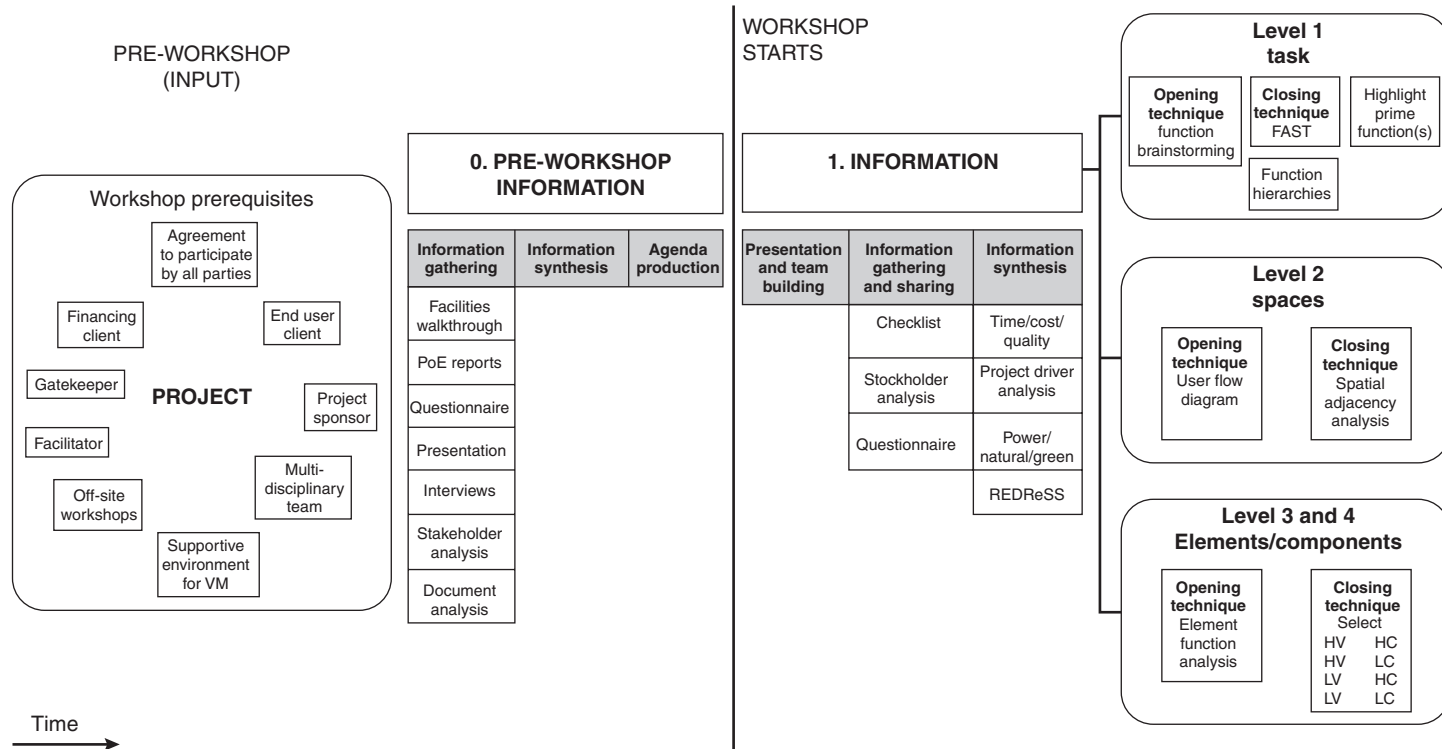 PRE-WORKSHOP
(INPUT)
WORKSHOP
STARTS
Workshop prerequisites
Agreement
to participate
by all parties
Financing
client
End user
client
Gatekeeper
PROJECT
Project
sponsor
Facilitator
Multi-
disciplinary
team
Off-site
workshops
Supportive
environment
for VM
0. PRE-WORKSHOP
INFORMATION
Information
gathering
Information
synthesis
Agenda
production
Facilities
walkthrough
PoE reports
Questionnaire
Presentation
Interviews
Stakeholder
analysis
Document
analysis
1. INFORMATION
Presentation
and team
building
Information
gathering
and sharing
Information
synthesis
Checklist
Time/cost/
quality
Stockholder
analysis
Project driver
analysis
Questionnaire
Power/
natural/green
REDReSS
Level 1
task
Opening
technique
function
brainstorming
Closing
technique
FAST
Highlight
prime
function(s)
Function
hierarchies
Level 2
spaces
Opening
technique
User flow
diagram
Closing
technique
Spatial
adjacency
analysis
Level 3 and 4
Elements/components
Opening
technique
Element
function
analysis
Closing
technique
Select
HV HC
HV LC
LV HC
LV LC
Time